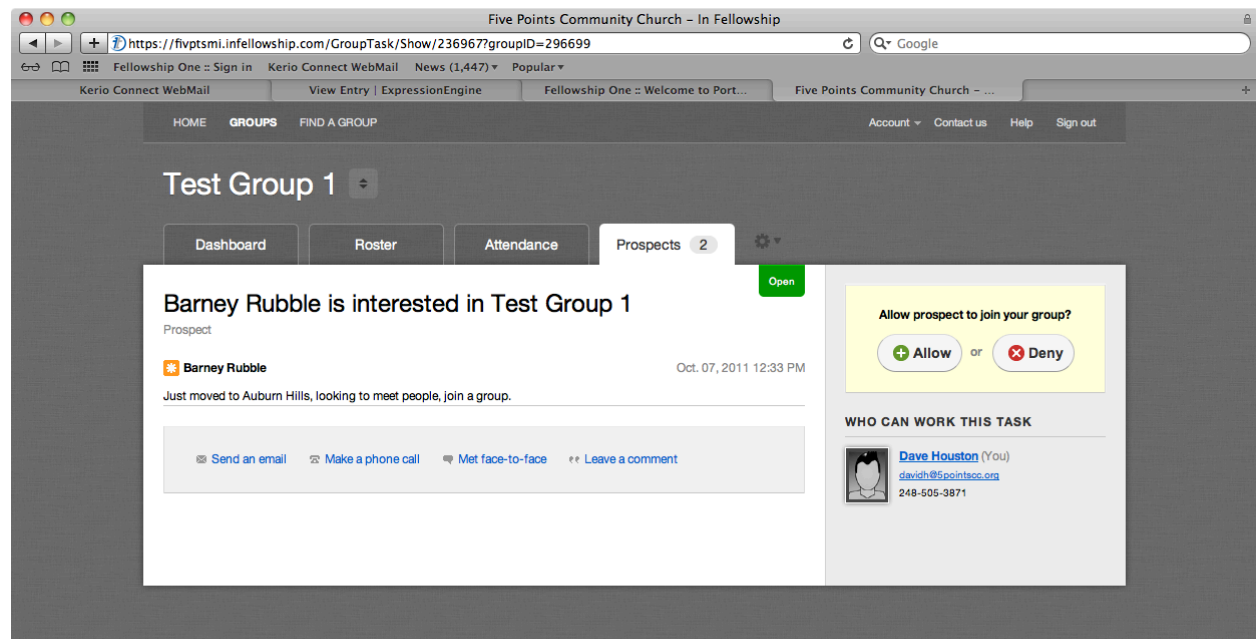 Five Points Community Church – In Fellowship
https://fivptsmi.infellowship.com/GroupTask/Show/236967?groupID=296699
Google
Fellowship One :: Sign in Kerio Connect WebMail News (1,447) Popular
Kerio Connect WebMail View Entry | ExpressionEngine Fellowship One :: Welcome to Port... Five Points Community Church – ...
HOME GROUPS FIND A GROUP Account Contact us Help Sign out
Test Group 1
Dashboard Roster Attendance Prospects 2
Open
Barney Rubble is interested in Test Group 1
Prospect
Barney Rubble Oct. 07, 2011 12:33 PM
Just moved to Auburn Hills, looking to meet people, join a group.
Send an email Make a phone call Met face-to-face Leave a comment
Allow prospect to join your group?
Allow or Deny
WHO CAN WORK THIS TASK
Dave Houston (You)
davidh@5pointscc.org
248-505-3871